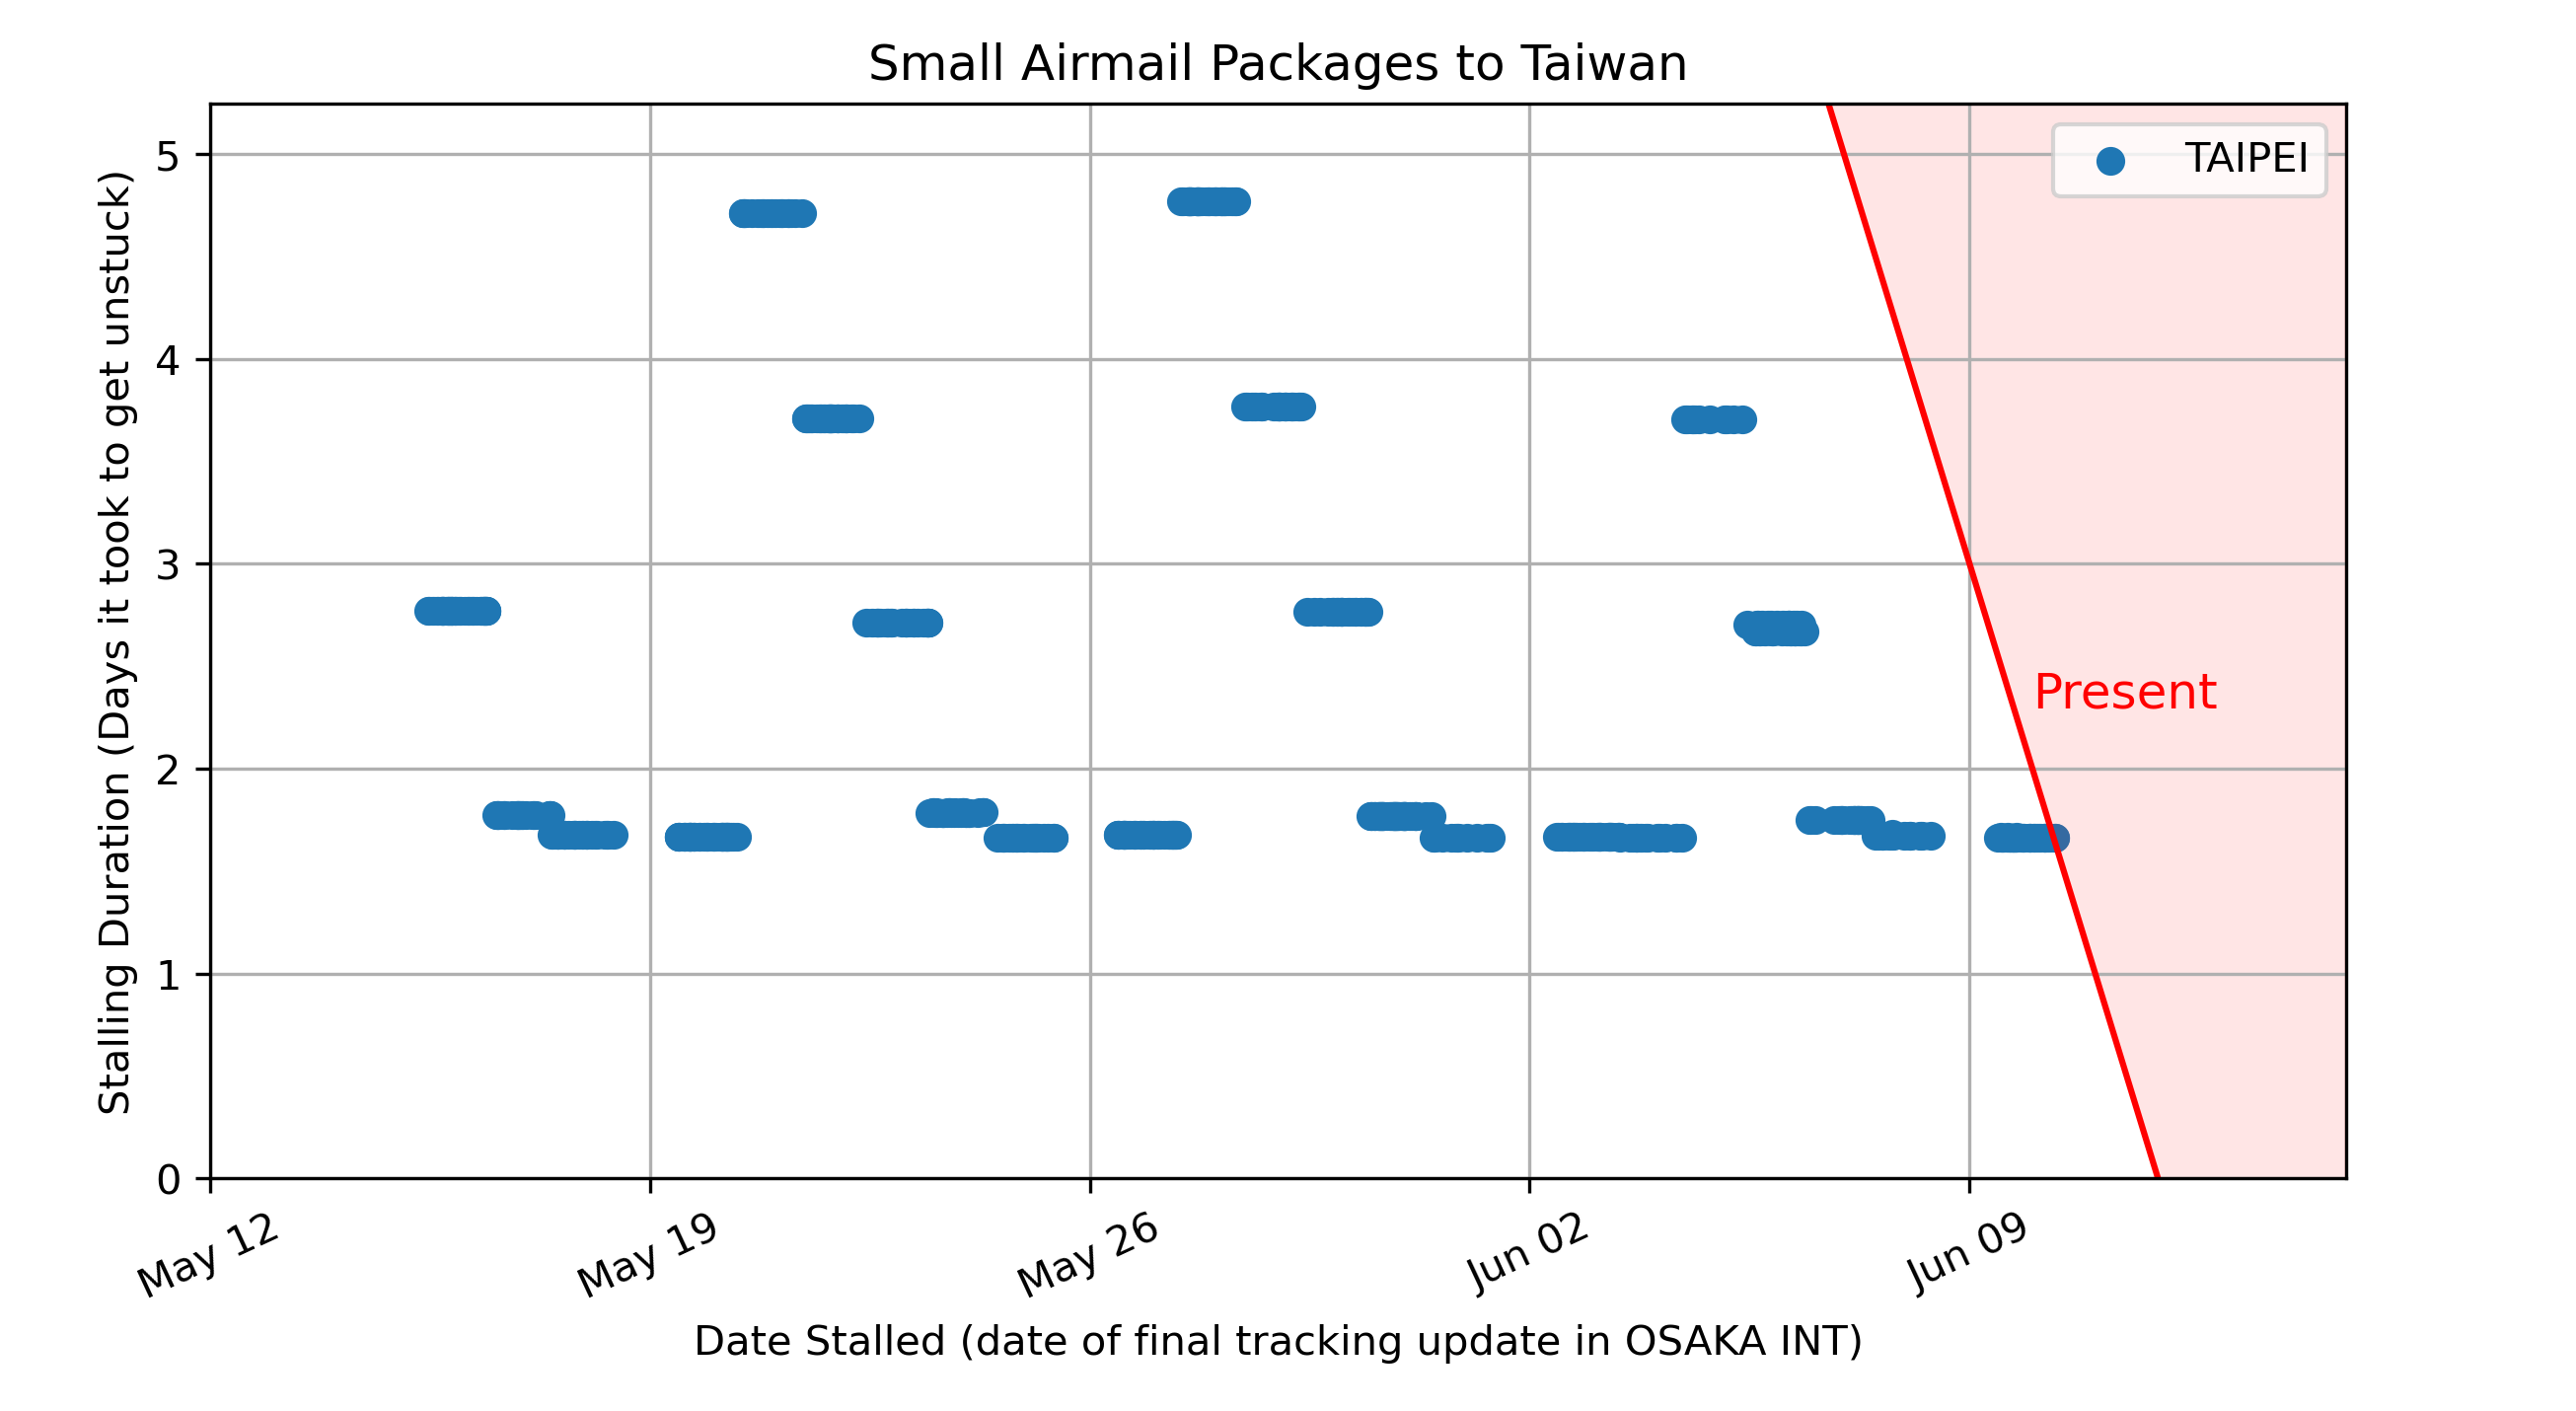 Small Airmail Packages to Taiwan
TAIPEI
Present
Stalling Duration (Days it took to get unstuck)
5
4
3
2
1
0
May 12
May 19
May 26
Jun 02
Jun 09
Date Stalled (date of final tracking update in OSAKA INT)